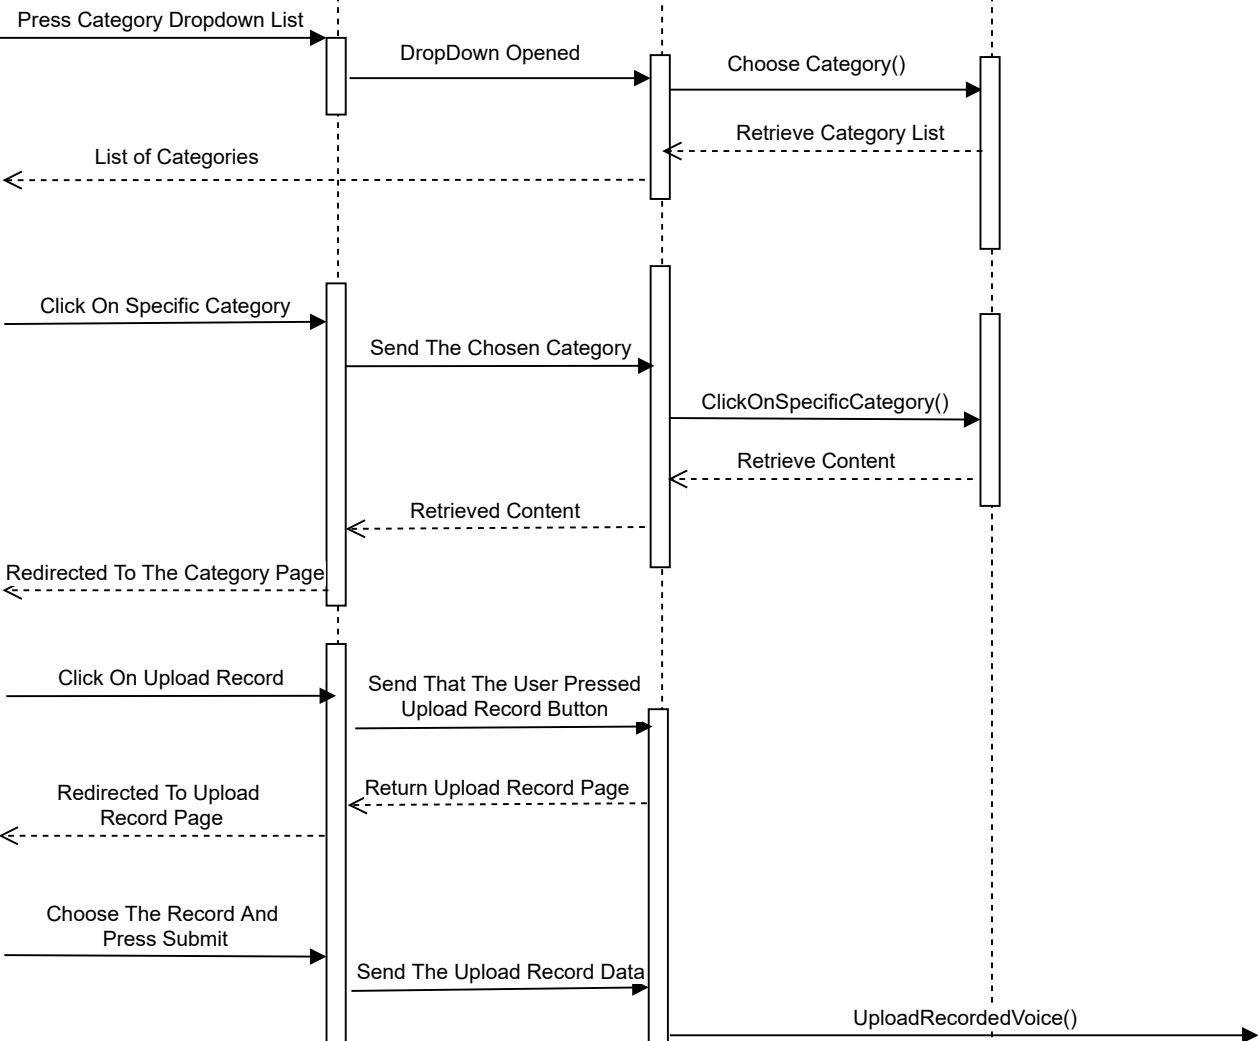 Press Category Dropdown List
DropDown Opened
Choose Category()
Retrieve Category List
List of Categories
Click On Specific Category
Send The Chosen Category
ClickOnSpecificCategory()
Retrieve Content
Retrieved Content
Redirected To The Category Page
Click On Upload Record
Send That The User Pressed
Upload Record Button
Return Upload Record Page
Redirected To Upload
Record Page
Choose The Record And
Press Submit
Send The Upload Record Data
UploadRecordedVoice()